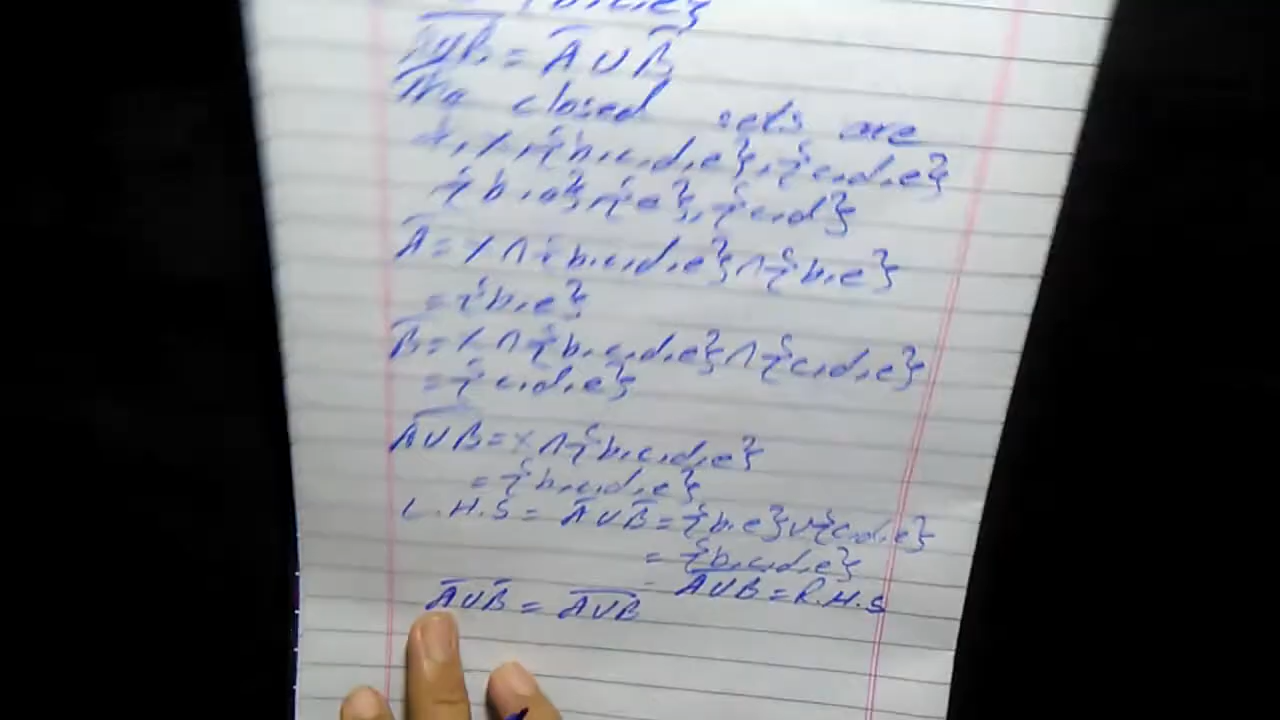 A∪B = A̅ ∪ B̅
The closed sets are
φ, X, {b,c,d,e}, {c,d,e}
{b,e}, {e}, {c,d}
A̅ = X ∩ {b,c,d,e} ∩ {b,e}
= {b,e}
B̅ = X ∩ {b,c,d,e} ∩ {c,d,e}
= {c,d,e}
A̅∪̅B̅ = X ∩ {b,c,d,e}
= {b,c,d,e}
L.H.S = A̅ ∪ B̅ = {b,e} ∪ {c,d,e}
= {b,c,d,e}
= A̅∪̅B̅ = R.H.S
A̅ ∪ B̅ = A̅∪̅B̅